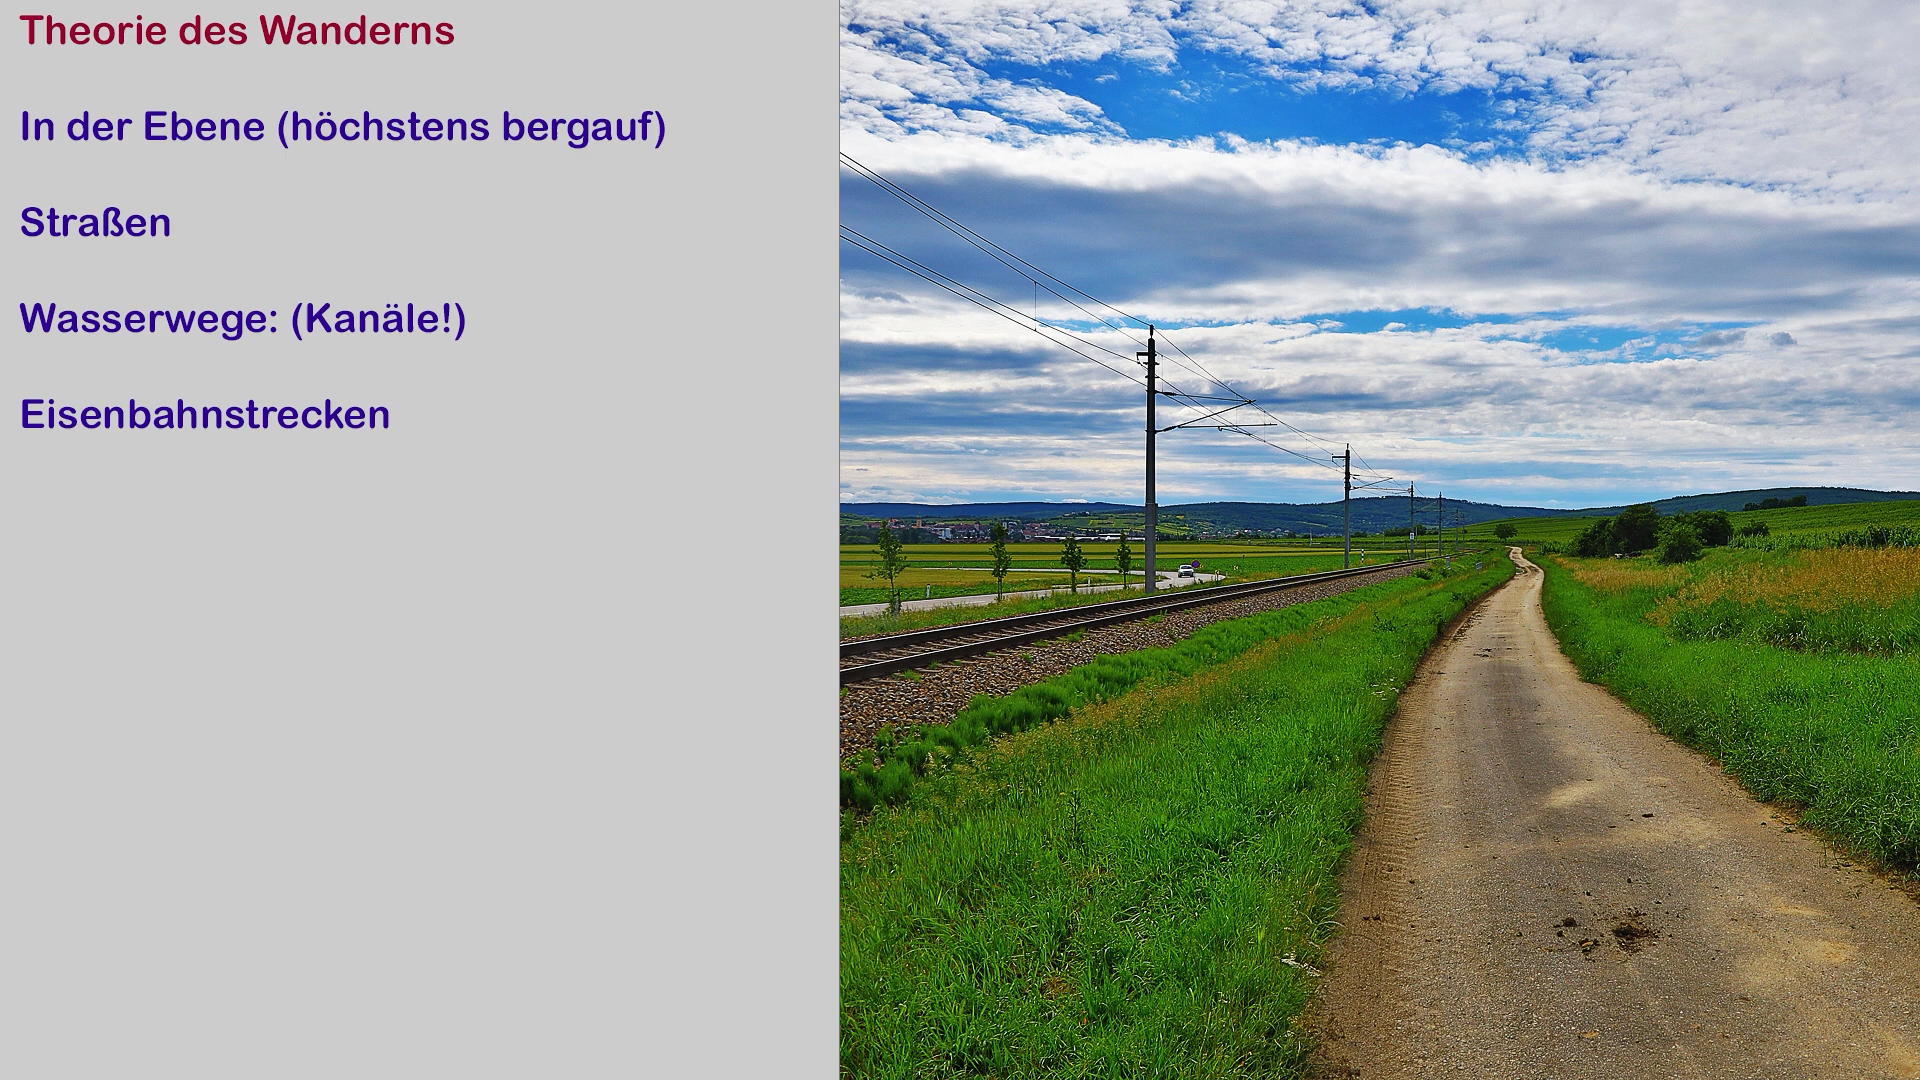 Theorie des Wanderns
In der Ebene (höchstens bergauf)
Straßen
Wasserwege: (Kanäle!)
Eisenbahnstrecken